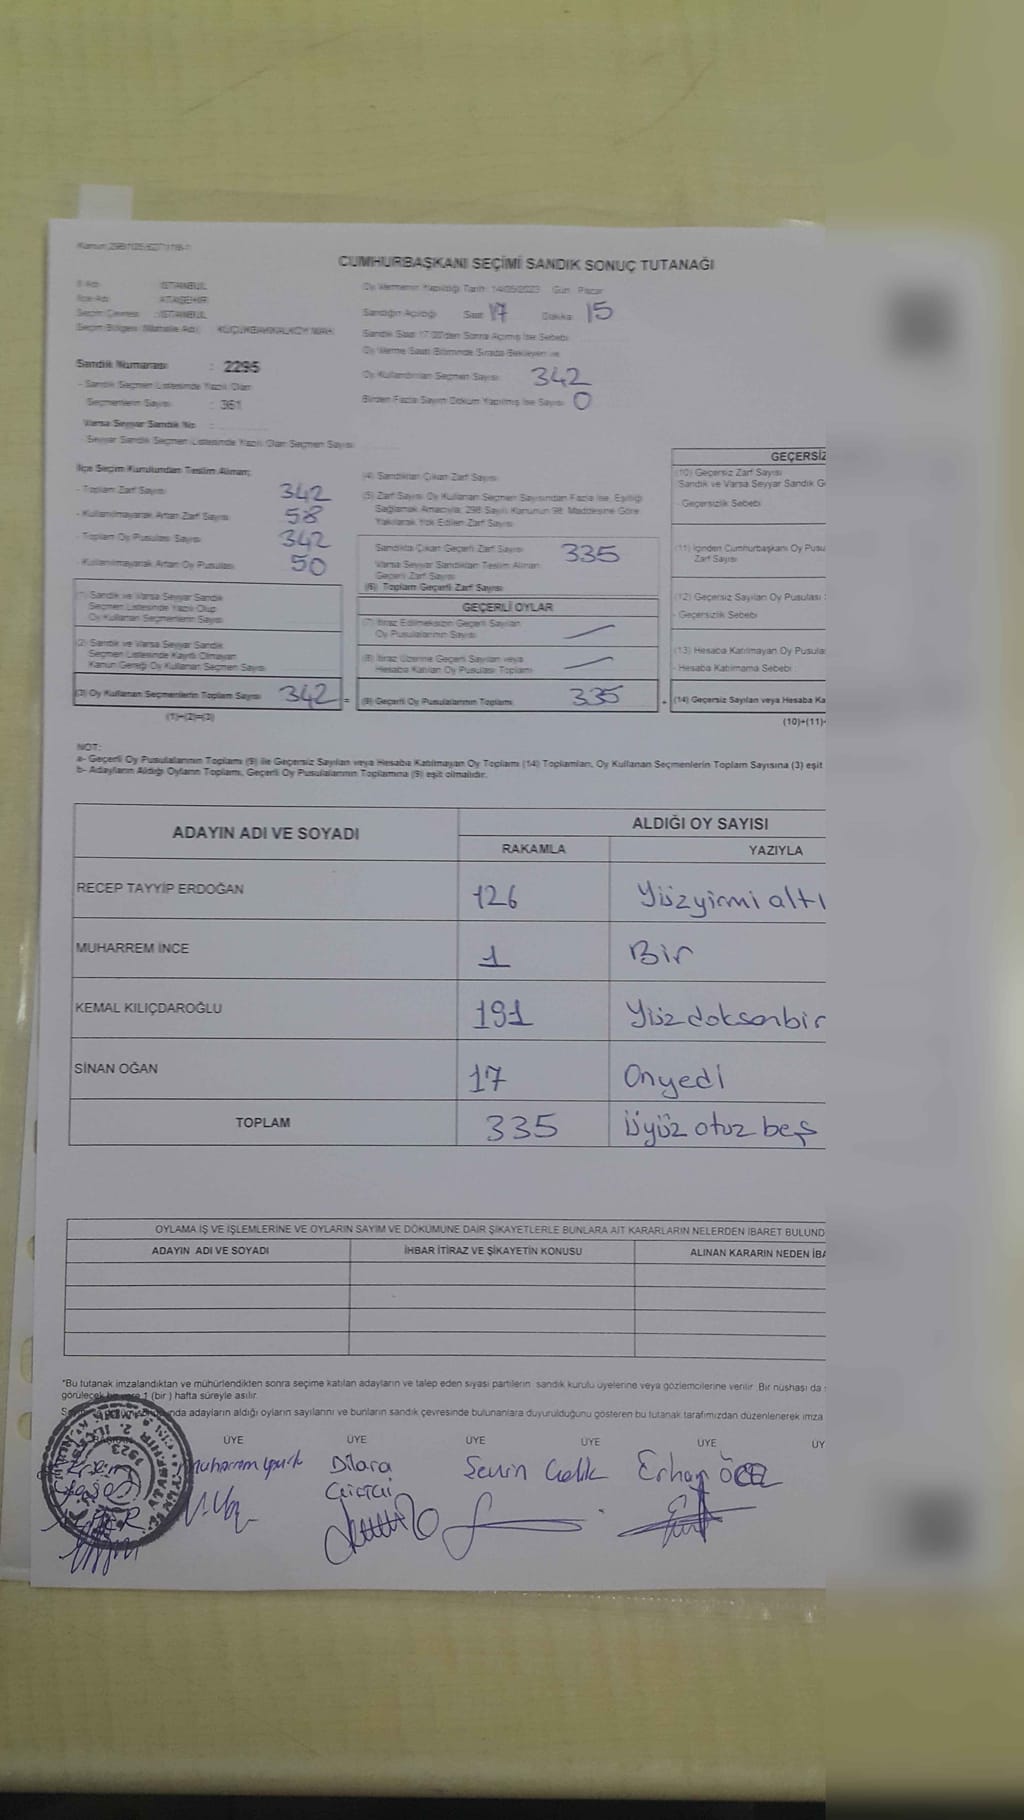 CUMHURBAŞKANI SEÇİMİ SANDIK SONUÇ TUTANAĞI
İl Adı : İSTANBUL
İlçe Adı : ATAŞEHİR
Seçim Çevresi : İSTANBUL
Seçim Bölgesi (Mahalle Adı) : KÜÇÜKBAKKALKÖY MAH.
Oy Vermenin Yapıldığı Tarih: 14/05/2023 Gün: Pazar
Sandığın Açıldığı Saat: 17 Dakika: 15
Sandık Saat 17:00'den Sonra Açılmış İse Sebebi:
Oy Verme Saati Bitiminde Sırada Bekleyen ve
Oy Kullandırılan Seçmen Sayısı: 342
Birden Fazla Sayım Döküm Yapılmış İse Sayısı: 0
Sandık Numarası : 2295
- Sandık Seçmen Listesinde Yazılı Olan
Seçmenlerin Sayısı : 361
Varsa Seyyar Sandık No :
- Seyyar Sandık Seçmen Listesinde Yazılı Olan Seçmen Sayısı
İlçe Seçim Kurulundan Teslim Alınan;
- Toplam Zarf Sayısı 342
- Kullanılmayarak Artan Zarf Sayısı 58
- Toplam Oy Pusulası Sayısı 342
- Kullanılmayarak Artan Oy Pusulası 50
(1) Sandık ve Varsa Seyyar Sandık
Seçmen Listesinde Yazılı Olup
Oy Kullanan Seçmenlerin Sayısı
(2) Sandık ve Varsa Seyyar Sandık
Seçmen Listesinde Kayıtlı Olmayan
Kanun Gereği Oy Kullanan Seçmen Sayısı
(3) Oy Kullanan Seçmenlerin Toplam Sayısı 342 =
(1)+(2)=(3)
(4) Sandıktan Çıkan Zarf Sayısı
(5) Zarf Sayısı Oy Kullanan Seçmen Sayısından Fazla İse, Eşitliği
Sağlamak Amacıyla, 298 Sayılı Kanunun 98. Maddesine Göre
Yakılarak Yok Edilen Zarf Sayısı
Sandıkta Çıkan Geçerli Zarf Sayısı 335
Varsa Seyyar Sandıktan Teslim Alınan
Geçerli Zarf Sayısı
(6) Toplam Geçerli Zarf Sayısı
GEÇERLİ OYLAR
(7) İtiraz Edilmeksizin Geçerli Sayılan
Oy Pusulalarının Sayısı
(8) İtiraz Üzerine Geçerli Sayılan veya
Hesaba Katılan Oy Pusulası Toplamı
(9) Geçerli Oy Pusulalarının Toplamı 335 +
GEÇERSİZ
(10) Geçersiz Zarf Sayısı
Sandık ve Varsa Seyyar Sandık G
- Geçersizlik Sebebi
(11) İçinden Cumhurbaşkanı Oy Pusu
Zarf Sayısı
(12) Geçersiz Sayılan Oy Pusulası
- Geçersizlik Sebebi
(13) Hesaba Katılmayan Oy Pusula
- Hesaba Katılmama Sebebi
(14) Geçersiz Sayılan veya Hesaba Ka
(10)+(11)+
NOT:
a- Geçerli Oy Pusulalarının Toplamı (9) ile Geçersiz Sayılan veya Hesaba Katılmayan Oy Toplamı (14) Toplamları, Oy Kullanan Seçmenlerin Toplam Sayısına (3) eşit
b- Adayların Aldığı Oyların Toplamı, Geçerli Oy Pusulalarının Toplamına (9) eşit olmalıdır.
ADAYIN ADI VE SOYADI ALDIĞI OY SAYISI
RAKAMLA YAZIYLA
RECEP TAYYİP ERDOĞAN 126 Yüzyirmi altı
MUHARREM İNCE 1 Bir
KEMAL KILIÇDAROĞLU 191 Yüzdoksanbir
SİNAN OĞAN 17 Onyedi
TOPLAM 335 Üyüz otuz beş
OYLAMA İŞ VE İŞLEMLERİNE VE OYLARIN SAYIM VE DÖKÜMÜNE DAİR ŞİKAYETLERLE BUNLARA AİT KARARLARIN NELERDEN İBARET BULUND
ADAYIN ADI VE SOYADI İHBAR İTİRAZ VE ŞİKAYETİN KONUSU ALINAN KARARIN NEDEN İBA
*Bu tutanak imzalandıktan ve mühürlendikten sonra seçime katılan adayların ve talep eden siyasi partilerin sandık kurulu üyelerine veya gözlemcilerine verilir. Bir nüshası da
görülecek bir yere 1 (bir) hafta süreyle asılır.
nda adayların aldığı oyların sayılarını ve bunların sandık çevresinde bulunanlara duyurulduğunu gösteren bu tutanak tarafımızdan düzenlenerek imza
ÜYE ÜYE ÜYE ÜYE ÜYE ÜY
Dilara Sevin Çelik Erhan